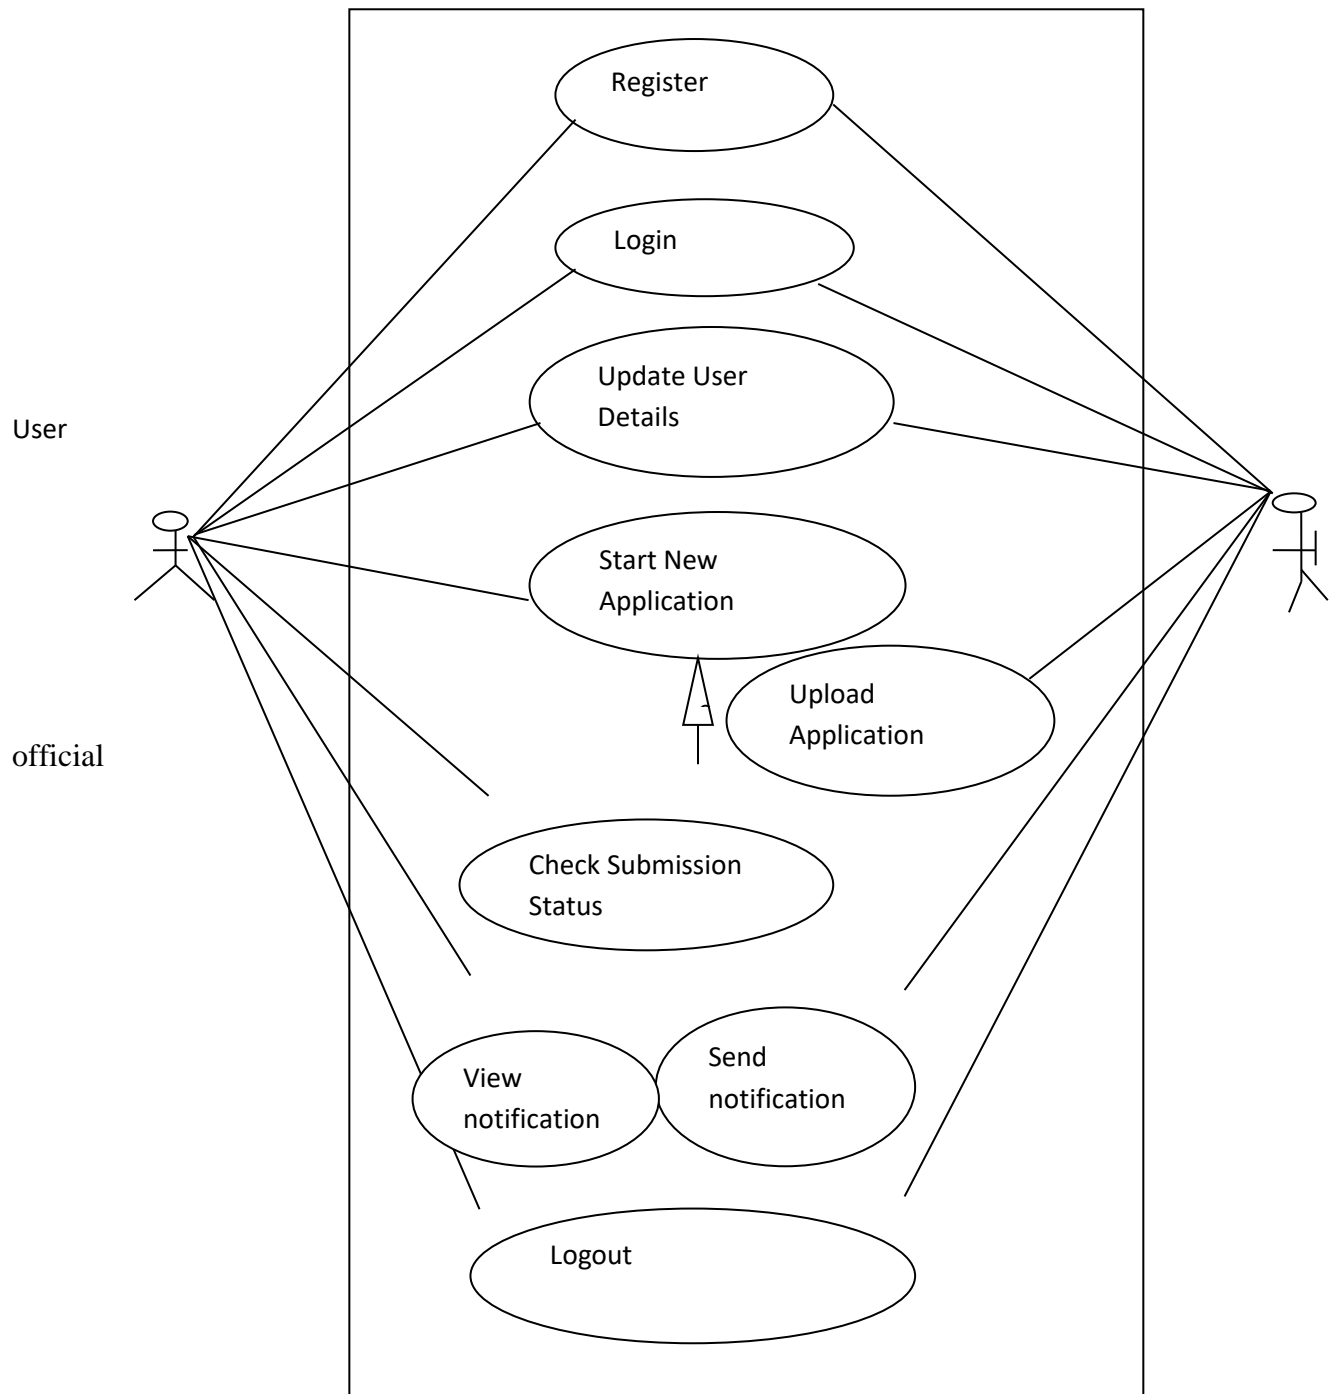 Register
Login
Update User
Details
User
Start New
Application
Upload
Application
official
Check Submission
Status
Send
notification
View
notification
Logout